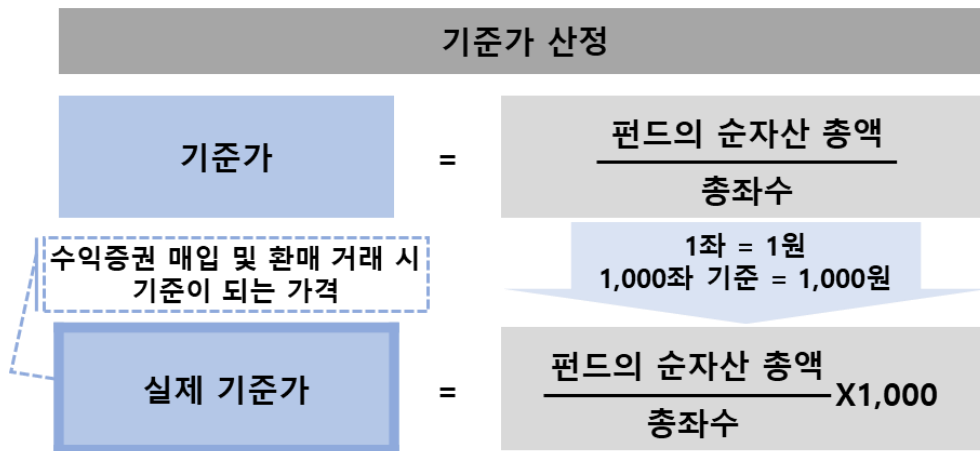 기준가 산정
기준가
=
펀드의 순자산 총액
총좌수
수익증권 매입 및 환매 거래 시
기준이 되는 가격
1좌 = 1원
1,000좌 기준 = 1,000원
실제 기준가
=
펀드의 순자산 총액
총좌수
X1,000